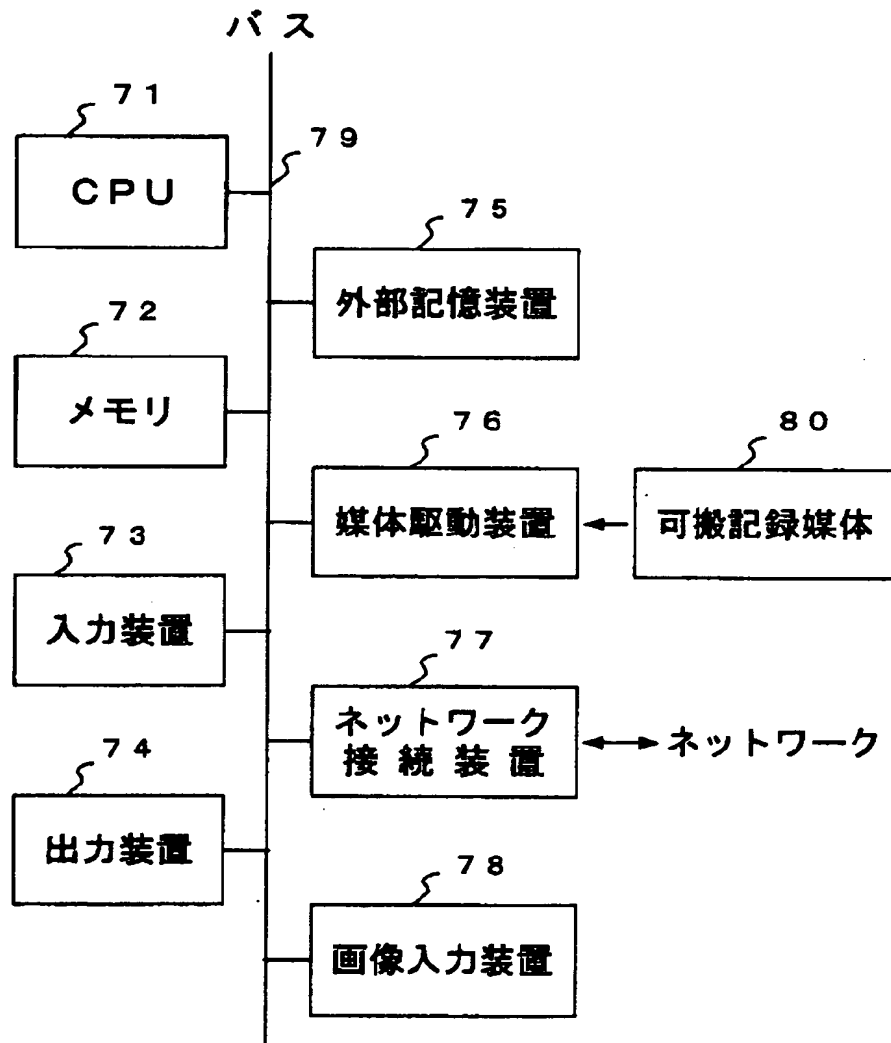 バス
71
CPU
79
75
外部記憶装置
72
メモリ
76
媒体駆動装置
80
可搬記録媒体
73
入力装置
77
ネットワーク
接続装置
ネットワーク
74
出力装置
78
画像入力装置